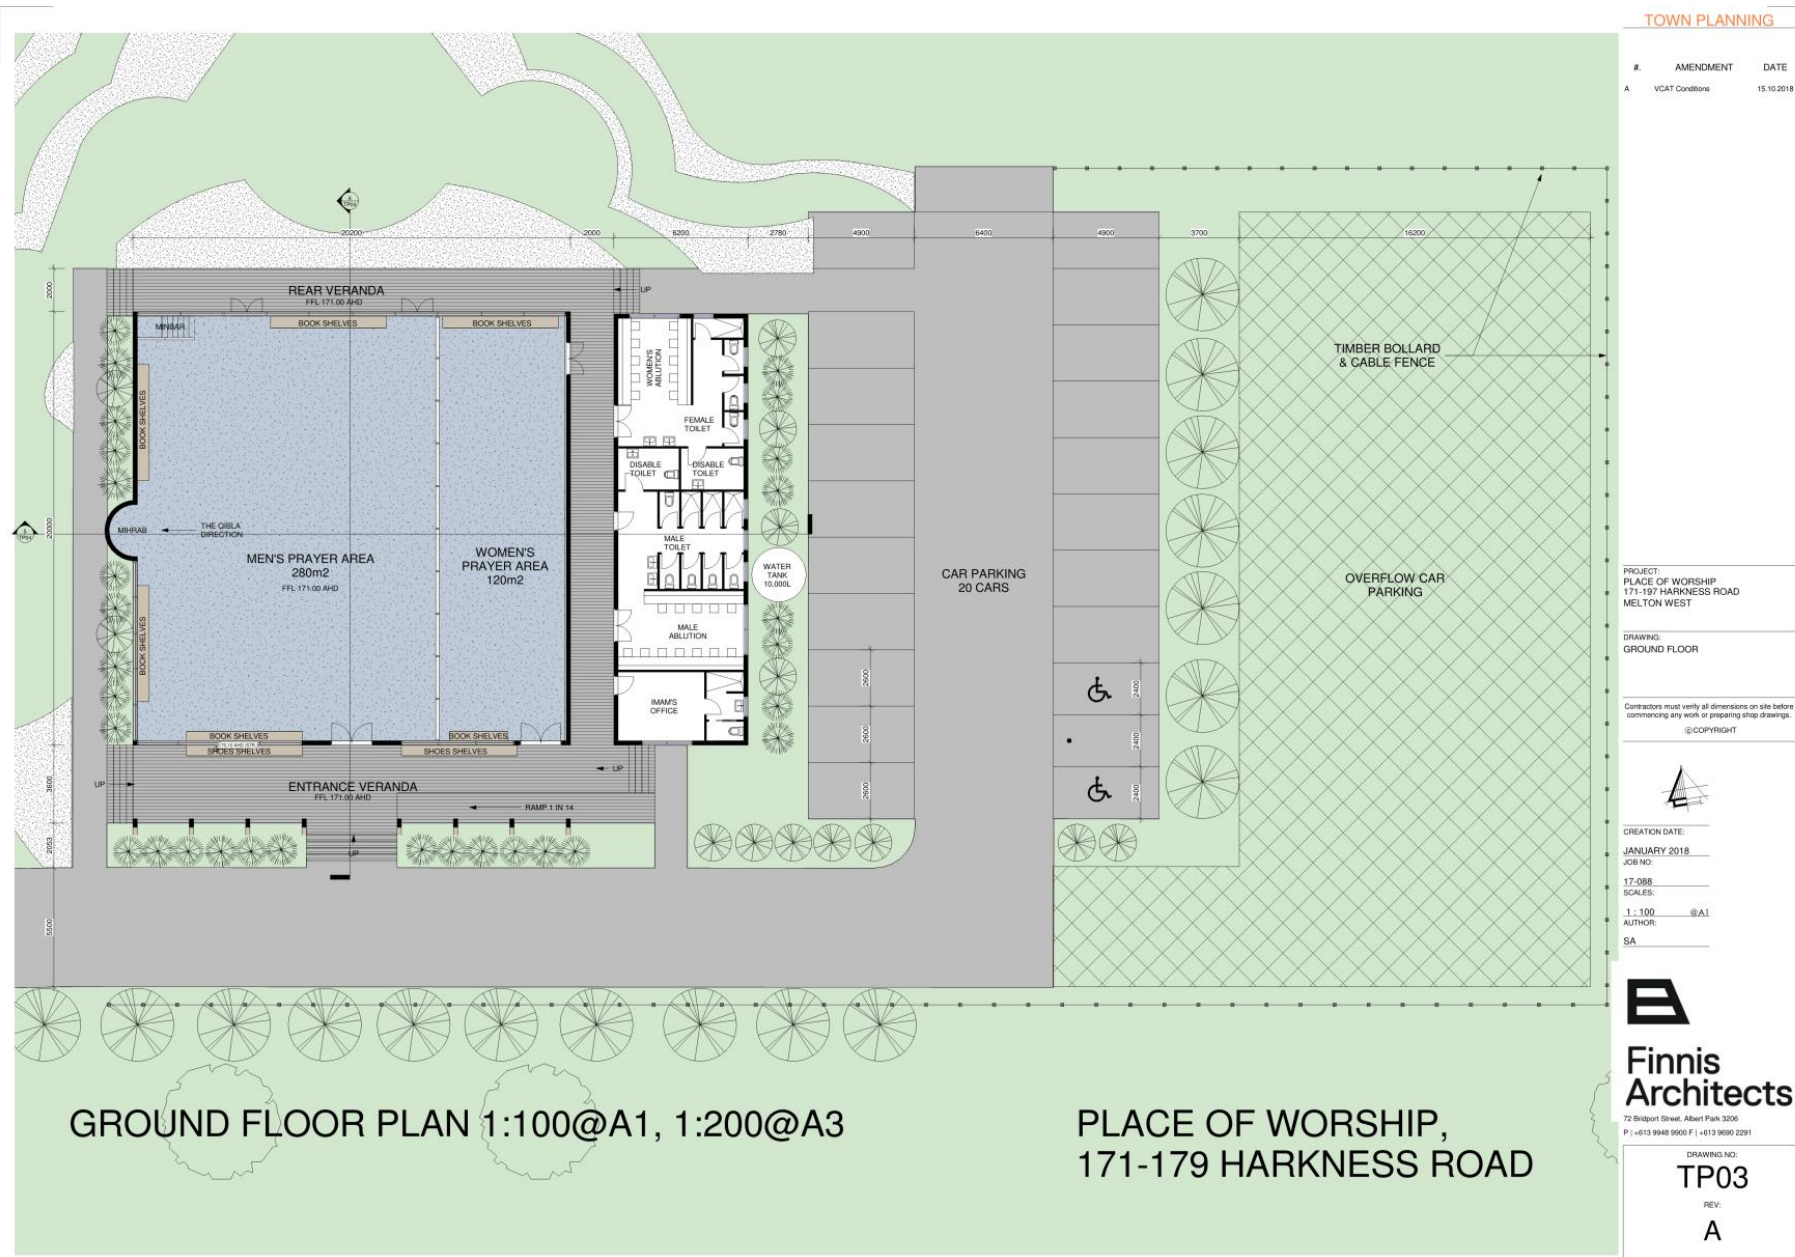 TOWN PLANNING
#. AMENDMENT DATE
A VCAT Conditions 15.10.2018
TP04
20200
2000
6200
2780
4900
6400
4900
3700
16200
2000
REAR VERANDA
FFL 171.00 AHD
UP
MINBAR
BOOK SHELVES
BOOK SHELVES
BOOK SHELVES
WOMEN'S
ABLUTION
FEMALE
TOILET
DISABLE
TOILET
DISABLE
TOILET
TIMBER BOLLARD
& CABLE FENCE
TP04
20000
MIHRAB
THE QIBLA
DIRECTION
MEN'S PRAYER AREA
280m2
FFL 171.00 AHD
WOMEN'S
PRAYER AREA
120m2
MALE
TOILET
WATER
TANK
10,000L
CAR PARKING
20 CARS
OVERFLOW CAR
PARKING
BOOK SHELVES
MALE
ABLUTION
IMAM'S
OFFICE
2600
2600
2600
2400
2400
2400
BOOK SHELVES
SHOES SHELVES
BOOK SHELVES
SHOES SHELVES
UP
UP
3600
ENTRANCE VERANDA
FFL 171.00 AHD
RAMP 1 IN 14
2053
UP
5500
GROUND FLOOR PLAN 1:100@A1, 1:200@A3
PLACE OF WORSHIP,
171-179 HARKNESS ROAD
PROJECT:
PLACE OF WORSHIP
171-197 HARKNESS ROAD
MELTON WEST
DRAWING:
GROUND FLOOR
Contractors must verify all dimensions on site before
commencing any work or preparing shop drawings.
©COPYRIGHT
CREATION DATE:
JANUARY 2018
JOB NO:
17-088
SCALES:
1 : 100 @A1
AUTHOR:
SA
Finnis
Architects
72 Bridport Street, Albert Park 3206
P | +613 9948 9900 F | +613 9690 2291
DRAWING NO:
TP03
REV:
A